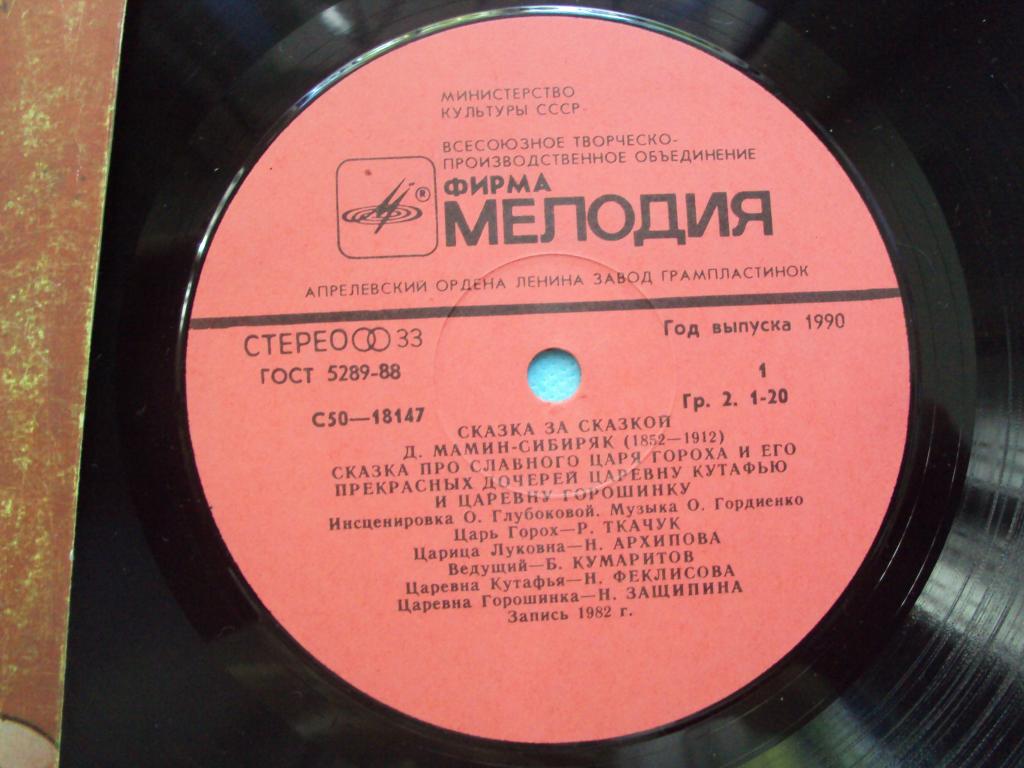 МИНИСТЕРСТВО
КУЛЬТУРЫ СССР
ВСЕСОЮЗНОЕ ТВОРЧЕСКО-
ПРОИЗВОДСТВЕННОЕ ОБЪЕДИНЕНИЕ
®
ФИРМА
МЕЛОДИЯ
АПРЕЛЕВСКИЙ ОРДЕНА ЛЕНИНА ЗАВОД ГРАМПЛАСТИНОК
СТЕРЕО 33
Год выпуска 1990
ГОСТ 5289-88
1
С50—18147
Гр. 2. 1-20
СКАЗКА ЗА СКАЗКОЙ
Д. МАМИН-СИБИРЯК (1852—1912)
СКАЗКА ПРО СЛАВНОГО ЦАРЯ ГОРОХА И ЕГО
ПРЕКРАСНЫХ ДОЧЕРЕЙ ЦАРЕВНУ КУТАФЬЮ
И ЦАРЕВНУ ГОРОШИНКУ
Инсценировка О. Глубоковой. Музыка О. Гордиенко
Царь Горох—Р. ТКАЧУК
Царица Луковна—Н. АРХИПОВА
Ведущий—Б. КУМАРИТОВ
Царевна Кутафья—Н. ФЕКЛИСОВА
Царевна Горошинка—Н. ЗАЩИПИНА
Запись 1982 г.